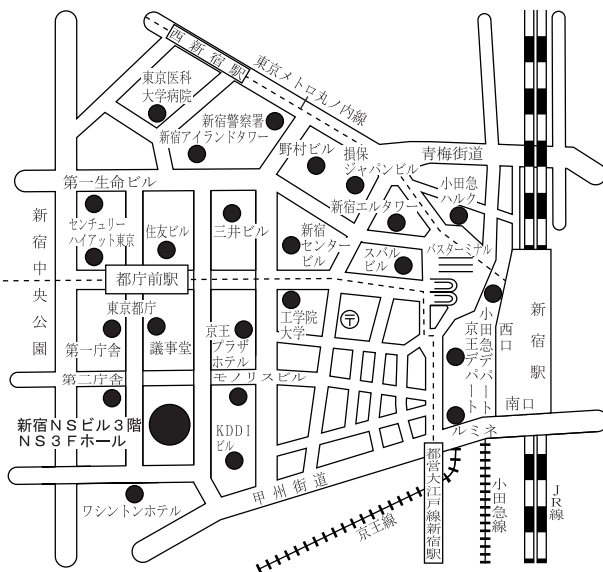 西新宿駅
東京メトロ丸ノ内線
東京医科
大学病院
新宿警察署
新宿アイランドタワー
野村ビル
損保
ジャパンビル
青梅街道
第一生命ビル
小田急
ハルク
センチュリー
ハイアット東京
住友ビル
三井ビル
新宿
センター
ビル
新宿エルタワー
スバル
ビル
バスターミナル
新宿中央公園
都庁前駅
東京都庁
第一庁舎
議事堂
京王
プラザ
ホテル
工学院
大学
〒
小田急デパート
京王デパート
西口
新宿駅
第二庁舎
モノリスビル
南口
新宿NSビル3階
NS3Fホール
KDDI
ビル
ルミネ
甲州街道
ワシントンホテル
京王線
都営大江戸線新宿駅
小田急線
JR線